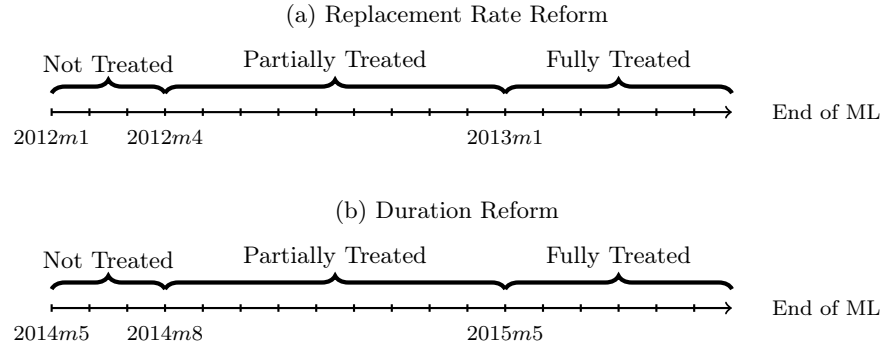 (a) Replacement Rate Reform
Not Treated Partially Treated Fully Treated
2012m1 2012m4 2013m1 End of ML
(b) Duration Reform
Not Treated Partially Treated Fully Treated
2014m5 2014m8 2015m5 End of ML